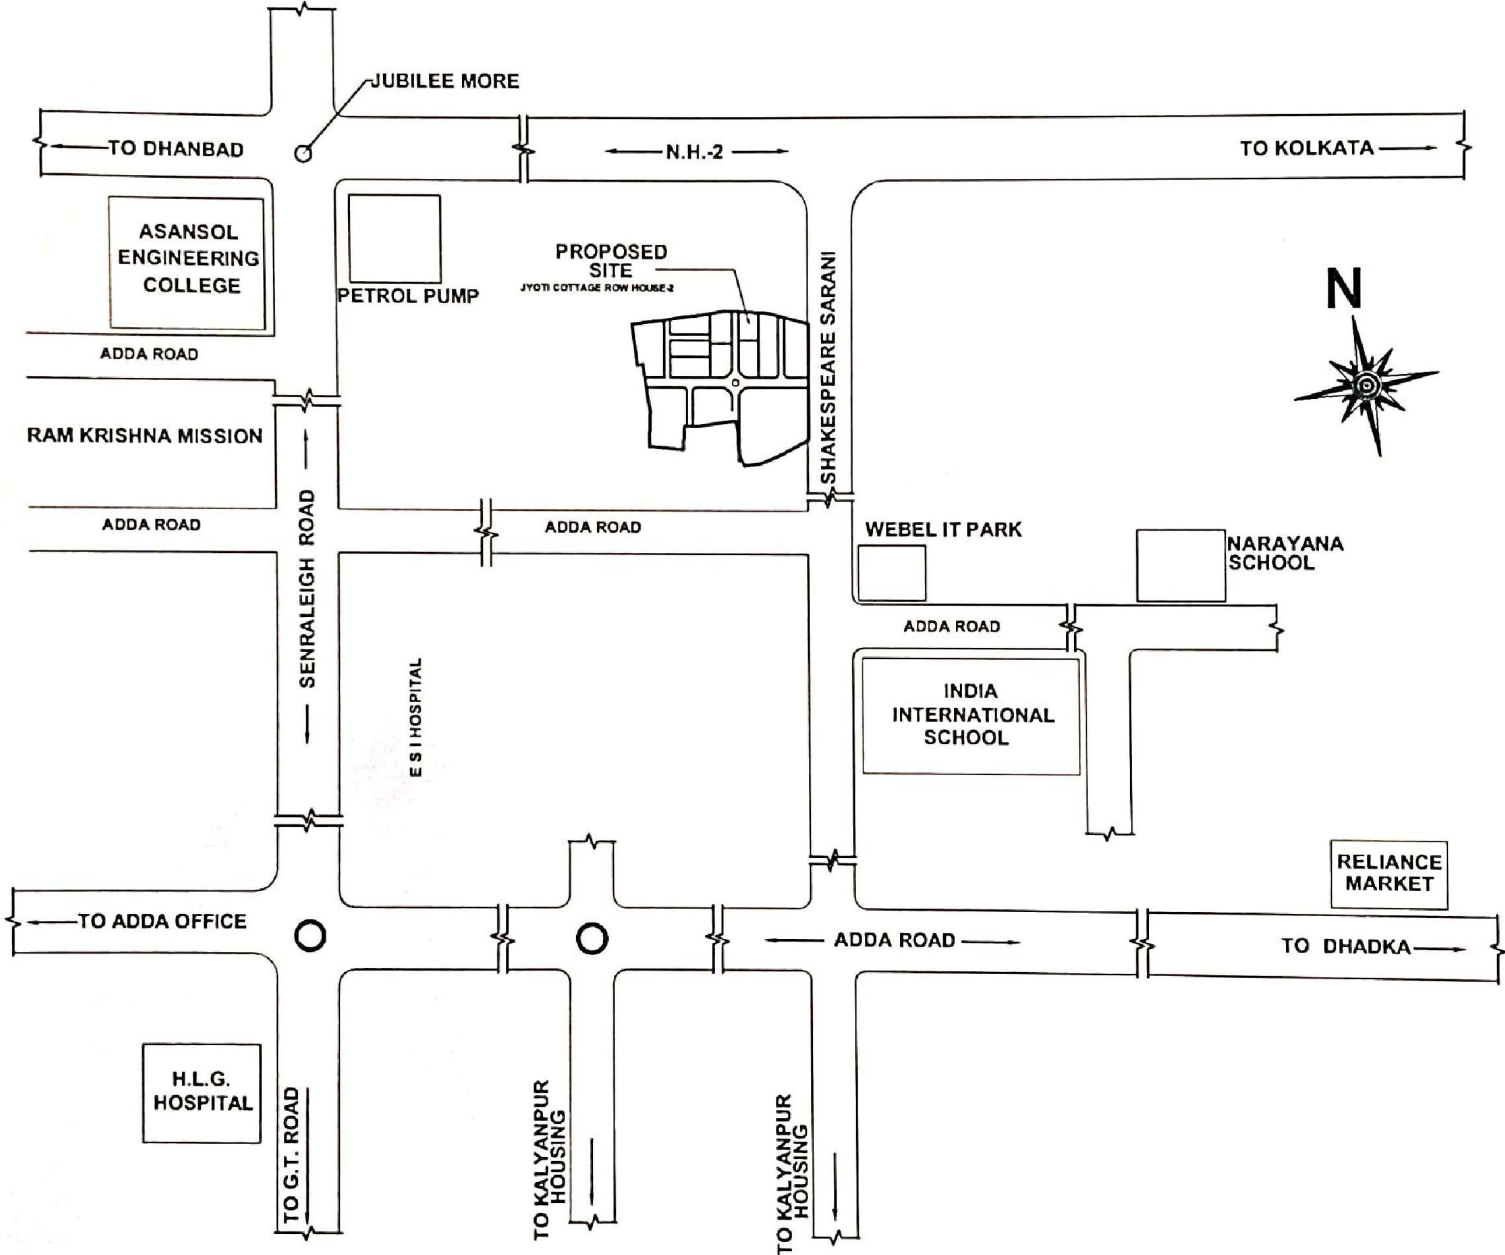 JUBILEE MORE
TO DHANBAD
N.H.-2
TO KOLKATA
ASANSOL
ENGINEERING
COLLEGE
PETROL PUMP
PROPOSED
SITE
JYOTI COTTAGE ROW HOUSE-2
SHAKESPEARE SARANI
N
ADDA ROAD
RAM KRISHNA MISSION
SENRALEIGH ROAD
ADDA ROAD
ADDA ROAD
WEBEL IT PARK
NARAYANA
SCHOOL
ADDA ROAD
E S I HOSPITAL
INDIA
INTERNATIONAL
SCHOOL
RELIANCE
MARKET
TO ADDA OFFICE
ADDA ROAD
TO DHADKA
H.L.G.
HOSPITAL
TO G.T. ROAD
TO KALYANPUR
HOUSING
TO KALYANPUR
HOUSING